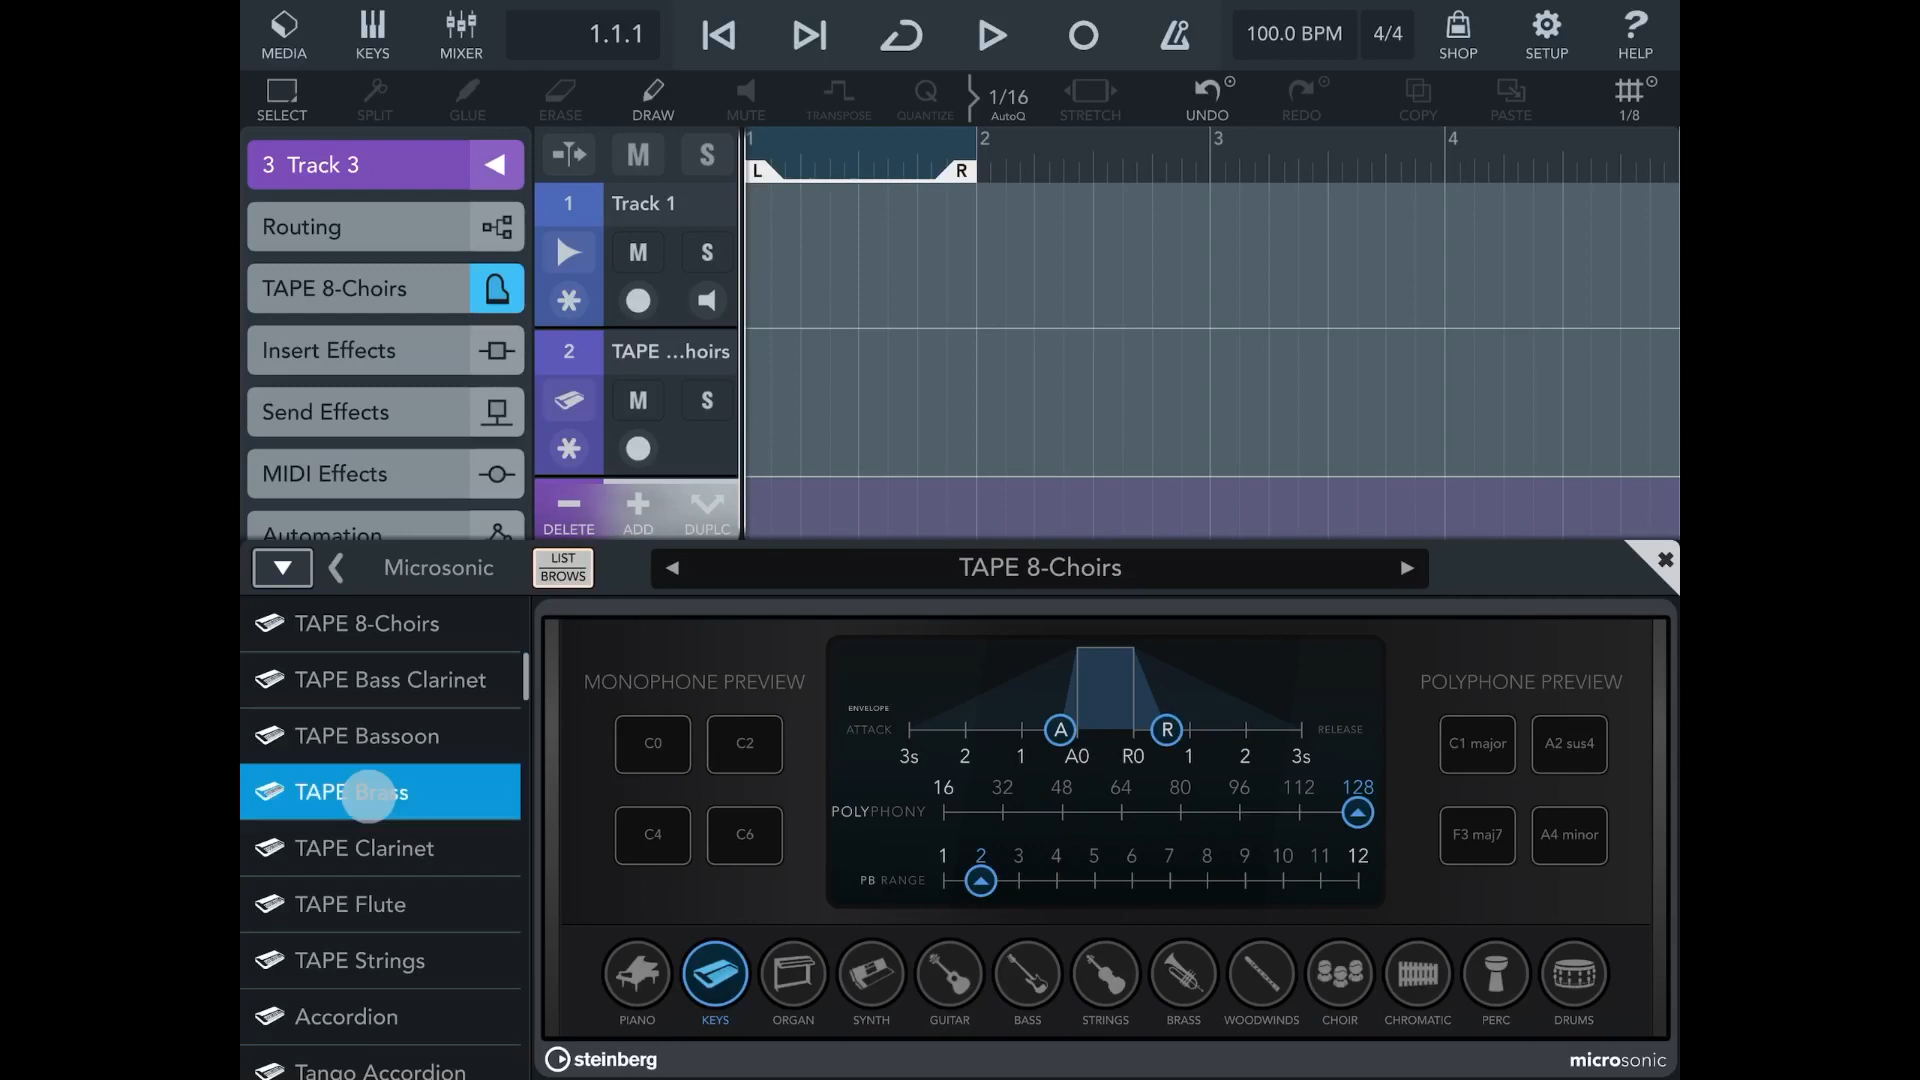 MEDIA
KEYS
MIXER
1.1.1
100.0 BPM
4/4
SHOP
SETUP
HELP
SELECT
SPLIT
GLUE
ERASE
DRAW
MUTE
TRANSPOSE
QUANTIZE
1/16
AutoQ
STRETCH
UNDO
REDO
COPY
PASTE
1/8
3 Track 3
Routing
TAPE 8-Choirs
Insert Effects
Send Effects
MIDI Effects
Automation
M S
1 Track 1
M S
2 TAPE ...hoirs
M S
DELETE ADD DUPLC
1 2 3 4
L R
Microsonic
LIST
BROWS
TAPE 8-Choirs
TAPE 8-Choirs
TAPE Bass Clarinet
TAPE Bassoon
TAPE Brass
TAPE Clarinet
TAPE Flute
TAPE Strings
Accordion
Tango Accordion
MONOPHONE PREVIEW
C0 C2
C4 C6
ENVELOPE
ATTACK A R RELEASE
3s 2 1 A0 R0 1 2 3s
16 32 48 64 80 96 112 128
POLYPHONY
1 2 3 4 5 6 7 8 9 10 11 12
PB RANGE
POLYPHONE PREVIEW
C1 major A2 sus4
F3 maj7 A4 minor
PIANO KEYS ORGAN SYNTH GUITAR BASS STRINGS BRASS WOODWINDS CHOIR CHROMATIC PERC DRUMS
steinberg
microsonic